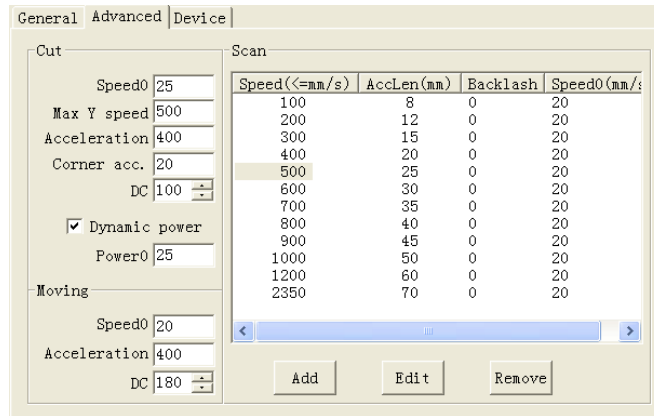 General Advanced Device
Cut
Speed0 25
Max Y speed 500
Acceleration 400
Corner acc. 20
DC 100
Dynamic power
Power0 25
Moving
Speed0 20
Acceleration 400
DC 180
Scan
Speed(<=mm/s) AccLen(mm) Backlash Speed0(mm/s
100 8 0 20
200 12 0 20
300 15 0 20
400 20 0 20
500 25 0 20
600 30 0 20
700 35 0 20
800 40 0 20
900 45 0 20
1000 50 0 20
1200 60 0 20
2350 70 0 20
Add Edit Remove